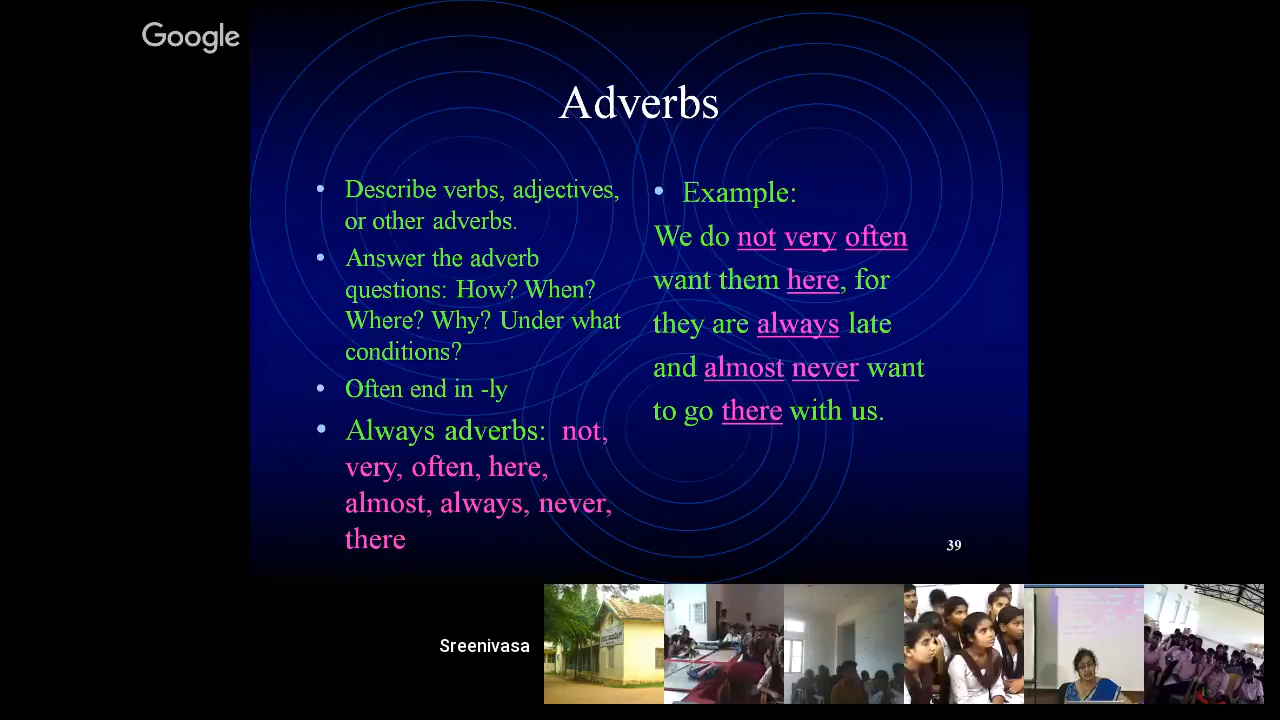 Google
Adverbs
• Describe verbs, adjectives,
or other adverbs.
• Answer the adverb
questions: How? When?
Where? Why? Under what
conditions?
• Often end in -ly
• Always adverbs: not,
very, often, here,
almost, always, never,
there
• Example:
We do not very often
want them here, for
they are always late
and almost never want
to go there with us.
39
Sreenivasa